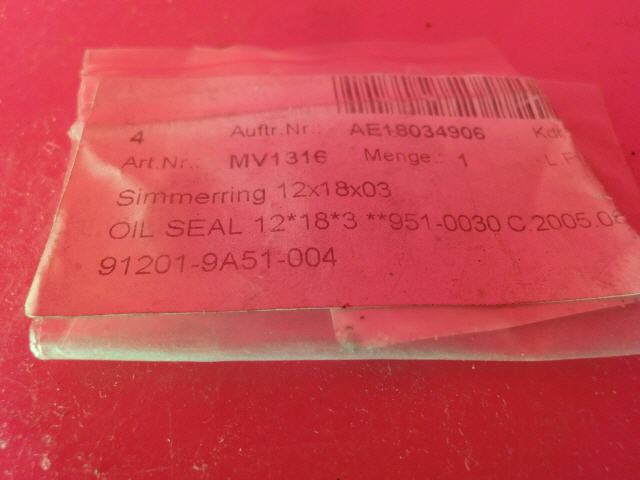 4 Auftr.Nr.: AE18034906
Art.Nr.: MV1316 Menge.: 1
Simmerring 12x18x03
OIL SEAL 12*18*3 **951-0030 C.2005.08
91201-9A51-004